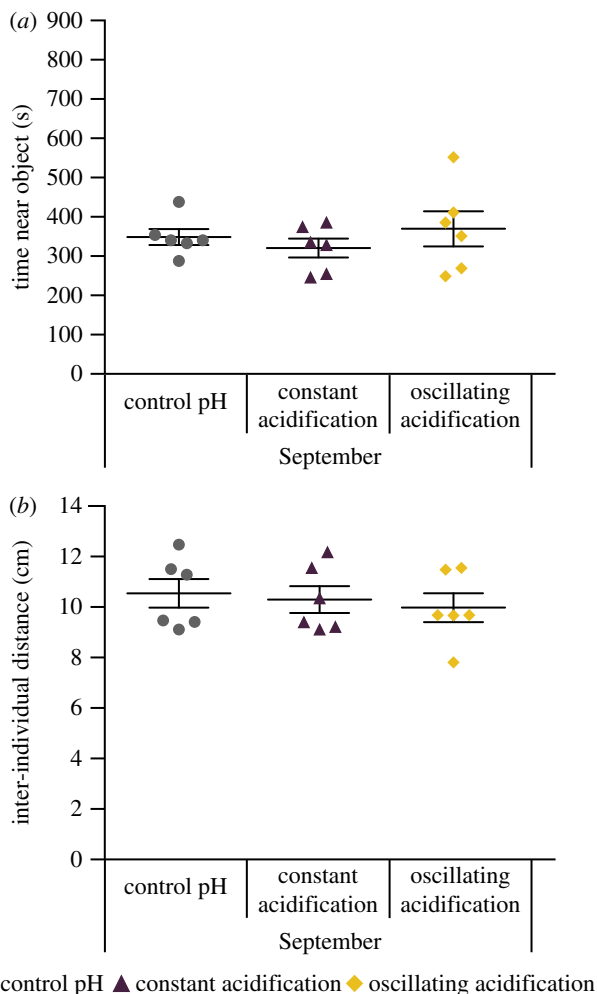 (a)
900
800
700
600
500
400
300
200
100
0
time near object (s)
control pH
constant acidification
oscillating acidification
September
(b)
14
12
10
8
6
4
2
0
inter-individual distance (cm)
control pH
constant acidification
oscillating acidification
September
control pH constant acidification oscillating acidification